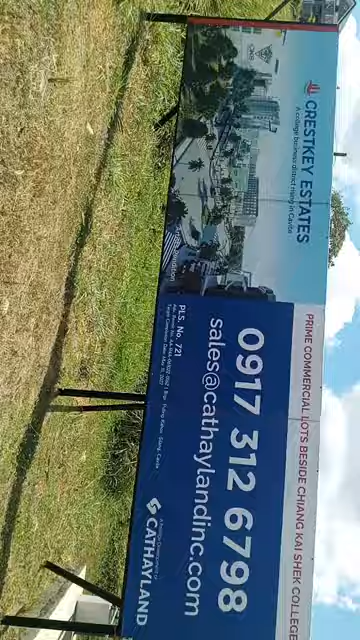 CRESTKEY ESTATES
A college business district rising in Cavite
PRIME COMMERCIAL LOTS BESIDE CHIANG KAI SHEK COLLEGE
0917 312 6798
sales@cathaylandinc.com
PLS. No. 721
CATHAYLAND